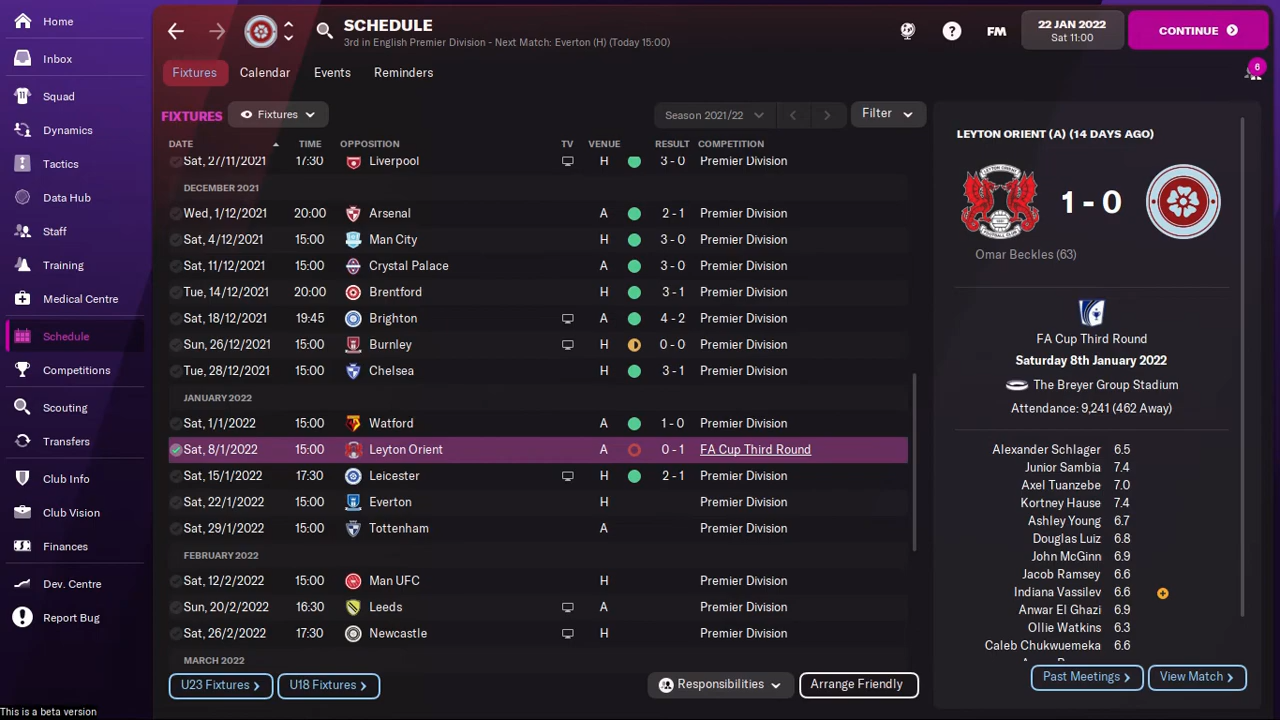 Home
Inbox
Squad
Dynamics
Tactics
Data Hub
Staff
Training
Medical Centre
Schedule
Competitions
Scouting
Transfers
Club Info
Club Vision
Finances
Dev. Centre
Report Bug
This is a beta version
SCHEDULE
3rd in English Premier Division - Next Match: Everton (H) (Today 15:00)
FM
22 JAN 2022
Sat 11:00
CONTINUE
6
Fixtures Calendar Events Reminders
FIXTURES Fixtures Season 2021/22 Filter
DATE TIME OPPOSITION TV VENUE RESULT COMPETITION
Sat, 27/11/2021 17:30 Liverpool H 3 - 0 Premier Division
DECEMBER 2021
Wed, 1/12/2021 20:00 Arsenal A 2 - 1 Premier Division
Sat, 4/12/2021 15:00 Man City H 3 - 0 Premier Division
Sat, 11/12/2021 15:00 Crystal Palace A 3 - 0 Premier Division
Tue, 14/12/2021 20:00 Brentford H 3 - 1 Premier Division
Sat, 18/12/2021 19:45 Brighton A 4 - 2 Premier Division
Sun, 26/12/2021 15:00 Burnley H 0 - 0 Premier Division
Tue, 28/12/2021 15:00 Chelsea H 3 - 1 Premier Division
JANUARY 2022
Sat, 1/1/2022 15:00 Watford A 1 - 0 Premier Division
Sat, 8/1/2022 15:00 Leyton Orient A 0 - 1 FA Cup Third Round
Sat, 15/1/2022 17:30 Leicester H 2 - 1 Premier Division
Sat, 22/1/2022 15:00 Everton H Premier Division
Sat, 29/1/2022 15:00 Tottenham A Premier Division
FEBRUARY 2022
Sat, 12/2/2022 15:00 Man UFC H Premier Division
Sun, 20/2/2022 16:30 Leeds A Premier Division
Sat, 26/2/2022 17:30 Newcastle H Premier Division
MARCH 2022
U23 Fixtures U18 Fixtures Responsibilities Arrange Friendly
LEYTON ORIENT (A) (14 DAYS AGO)
1 - 0
Omar Beckles (63)
FA Cup Third Round
Saturday 8th January 2022
The Breyer Group Stadium
Attendance: 9,241 (462 Away)
Alexander Schlager 6.5
Junior Sambia 7.4
Axel Tuanzebe 7.0
Kortney Hause 7.4
Ashley Young 6.7
Douglas Luiz 6.8
John McGinn 6.9
Jacob Ramsey 6.6
Indiana Vassilev 6.6
Anwar El Ghazi 6.9
Ollie Watkins 6.3
Caleb Chukwuemeka 6.6
Past Meetings View Match